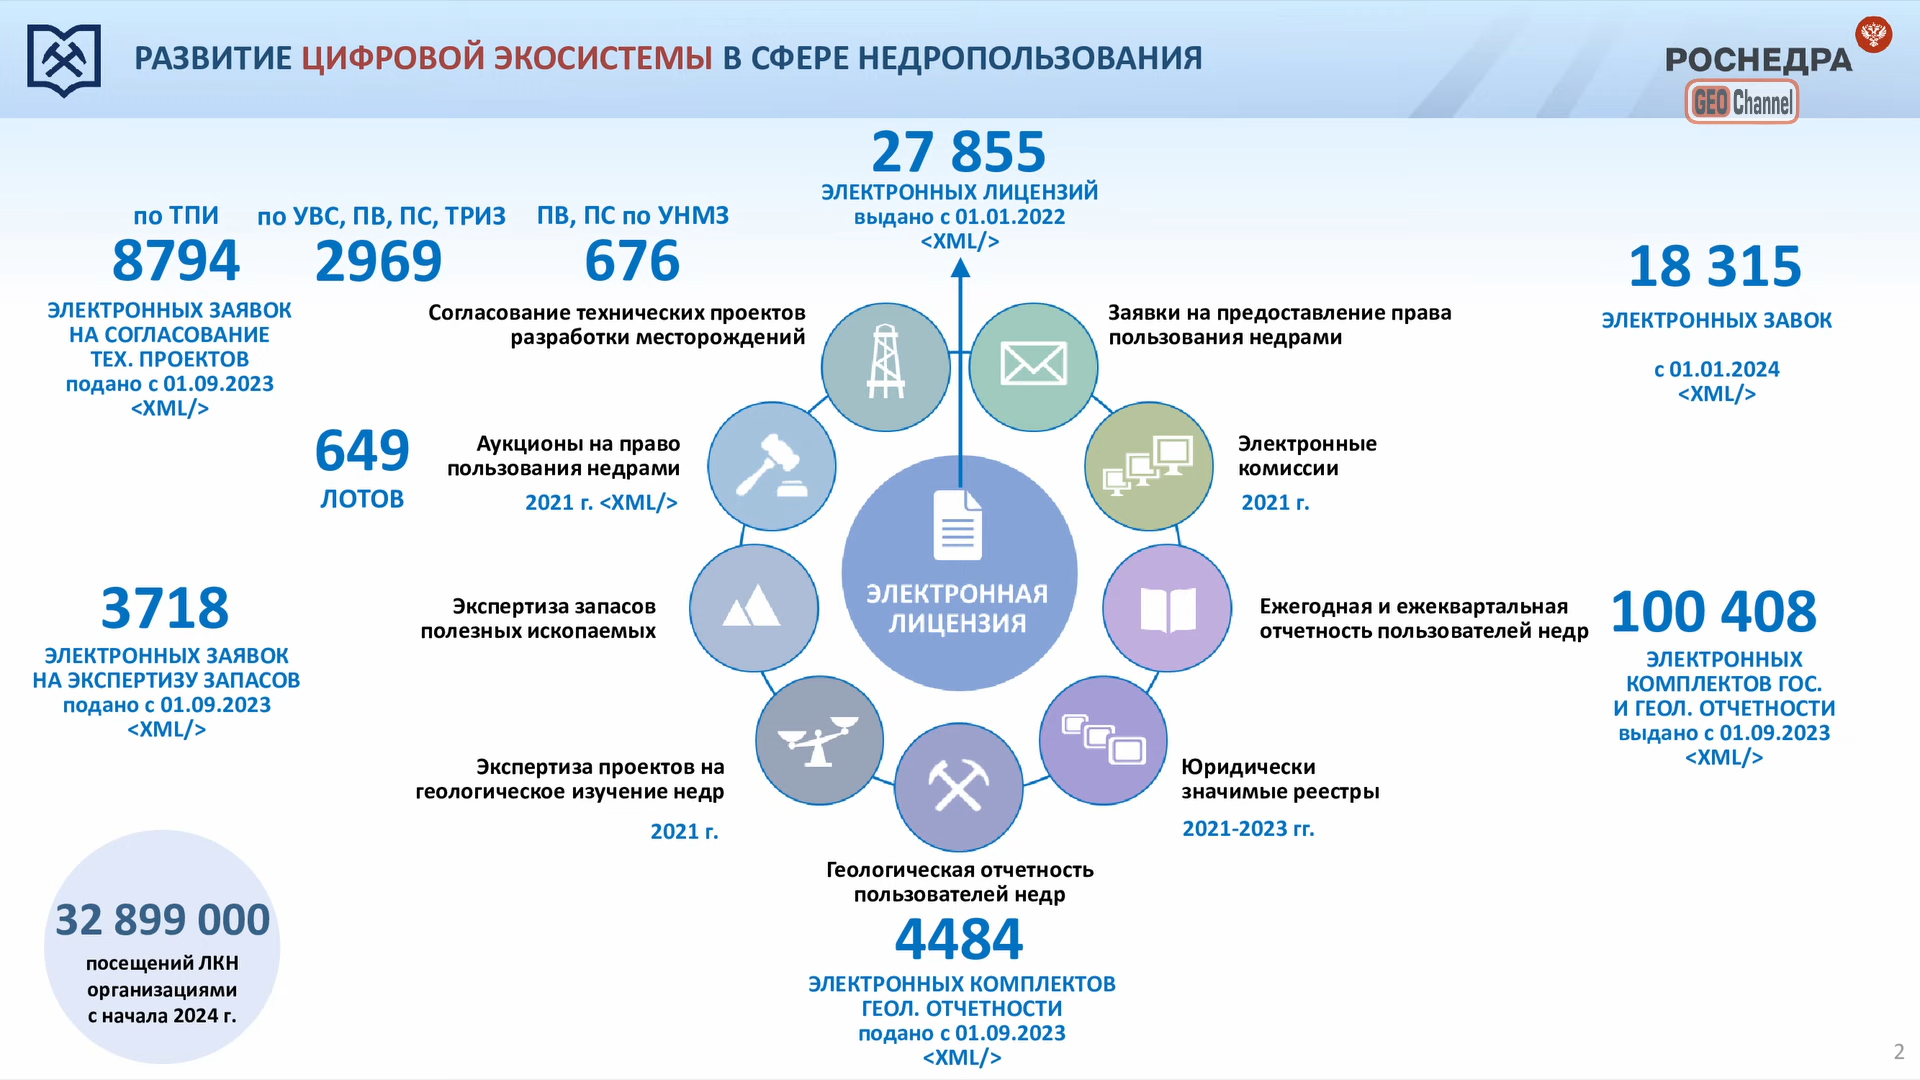 РАЗВИТИЕ ЦИФРОВОЙ ЭКОСИСТЕМЫ В СФЕРЕ НЕДРОПОЛЬЗОВАНИЯ
РОСНЕДРА
GEO Channel
27 855
ЭЛЕКТРОННЫХ ЛИЦЕНЗИЙ
выдано с 01.01.2022
<XML/>
по ТПИ
8794
ЭЛЕКТРОННЫХ ЗАЯВОК
НА СОГЛАСОВАНИЕ
ТЕХ. ПРОЕКТОВ
подано с 01.09.2023
<XML/>
по УВС, ПВ, ПС, ТРИЗ
2969
ПВ, ПС по УНМЗ
676
Согласование технических проектов
разработки месторождений
Заявки на предоставление права
пользования недрами
18 315
ЭЛЕКТРОННЫХ ЗАВОК
с 01.01.2024
<XML/>
649
ЛОТОВ
Аукционы на право
пользования недрами
2021 г. <XML/>
Электронные
комиссии
2021 г.
ЭЛЕКТРОННАЯ
ЛИЦЕНЗИЯ
3718
ЭЛЕКТРОННЫХ ЗАЯВОК
НА ЭКСПЕРТИЗУ ЗАПАСОВ
подано с 01.09.2023
<XML/>
Экспертиза запасов
полезных ископаемых
Ежегодная и ежеквартальная
отчетность пользователей недр
100 408
ЭЛЕКТРОННЫХ
КОМПЛЕКТОВ ГОС.
И ГЕОЛ. ОТЧЕТНОСТИ
выдано с 01.09.2023
<XML/>
Экспертиза проектов на
геологическое изучение недр
2021 г.
Юридически
значимые реестры
2021-2023 гг.
Геологическая отчетность
пользователей недр
4484
ЭЛЕКТРОННЫХ КОМПЛЕКТОВ
ГЕОЛ. ОТЧЕТНОСТИ
подано с 01.09.2023
<XML/>
32 899 000
посещений ЛКН
организациями
с начала 2024 г.
2